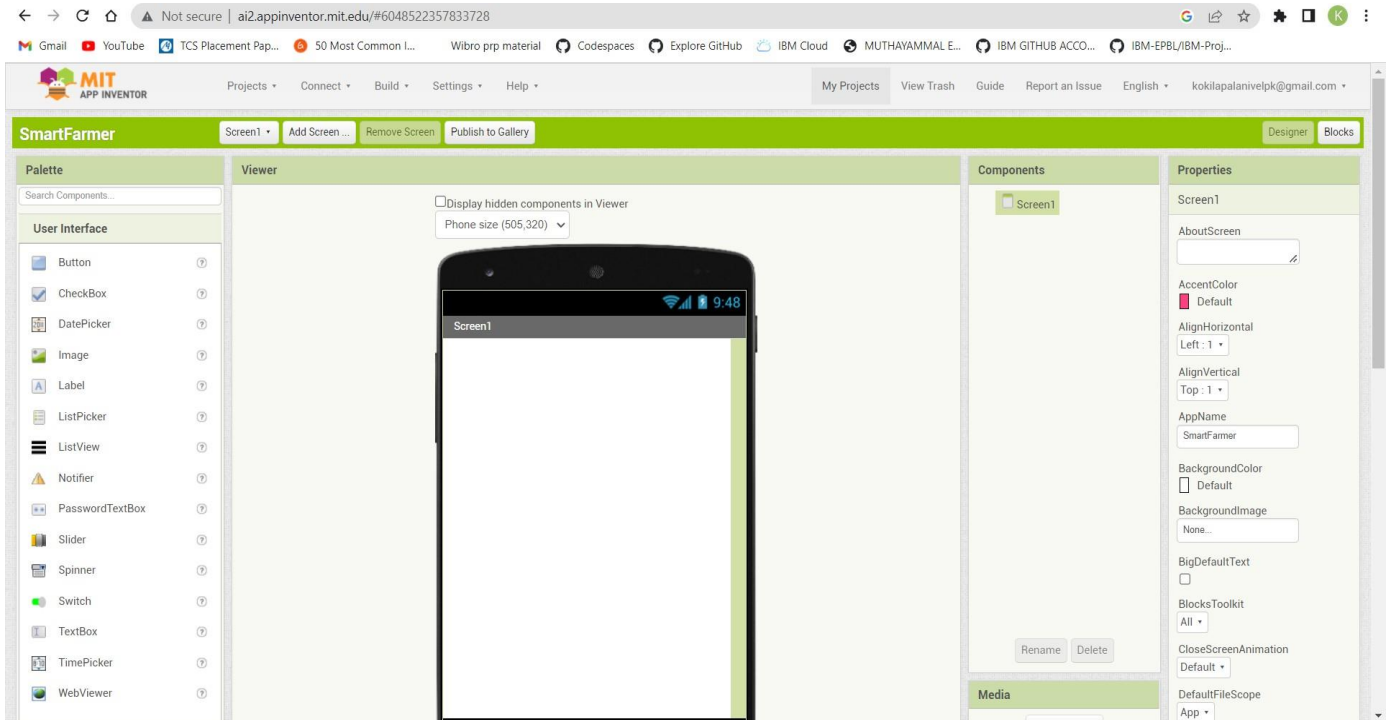 Not secure | ai2.appinventor.mit.edu/#6048522357833728
Gmail YouTube TCS Placement Pap... 50 Most Common I... Wibro prp material Codespaces Explore GitHub IBM Cloud MUTHAYAMMAL E... IBM GITHUB ACCO... IBM-EPBL/IBM-Proj...
MIT
APP INVENTOR
Projects Connect Build Settings Help My Projects View Trash Guide Report an Issue English kokilapalanivelpk@gmail.com
SmartFarmer Screen1 Add Screen ... Remove Screen Publish to Gallery Designer Blocks
Palette Viewer Components Properties
Search Components...
User Interface
Button
CheckBox
DatePicker
Image
Label
ListPicker
ListView
Notifier
PasswordTextBox
Slider
Spinner
Switch
TextBox
TimePicker
WebViewer
Display hidden components in Viewer
Phone size (505,320)
9:48
Screen1
Screen1
Rename Delete
Media
Screen1
AboutScreen
AccentColor
Default
AlignHorizontal
Left : 1
AlignVertical
Top : 1
AppName
SmartFarmer
BackgroundColor
Default
BackgroundImage
None...
BigDefaultText
BlocksToolkit
All
CloseScreenAnimation
Default
DefaultFileScope
App